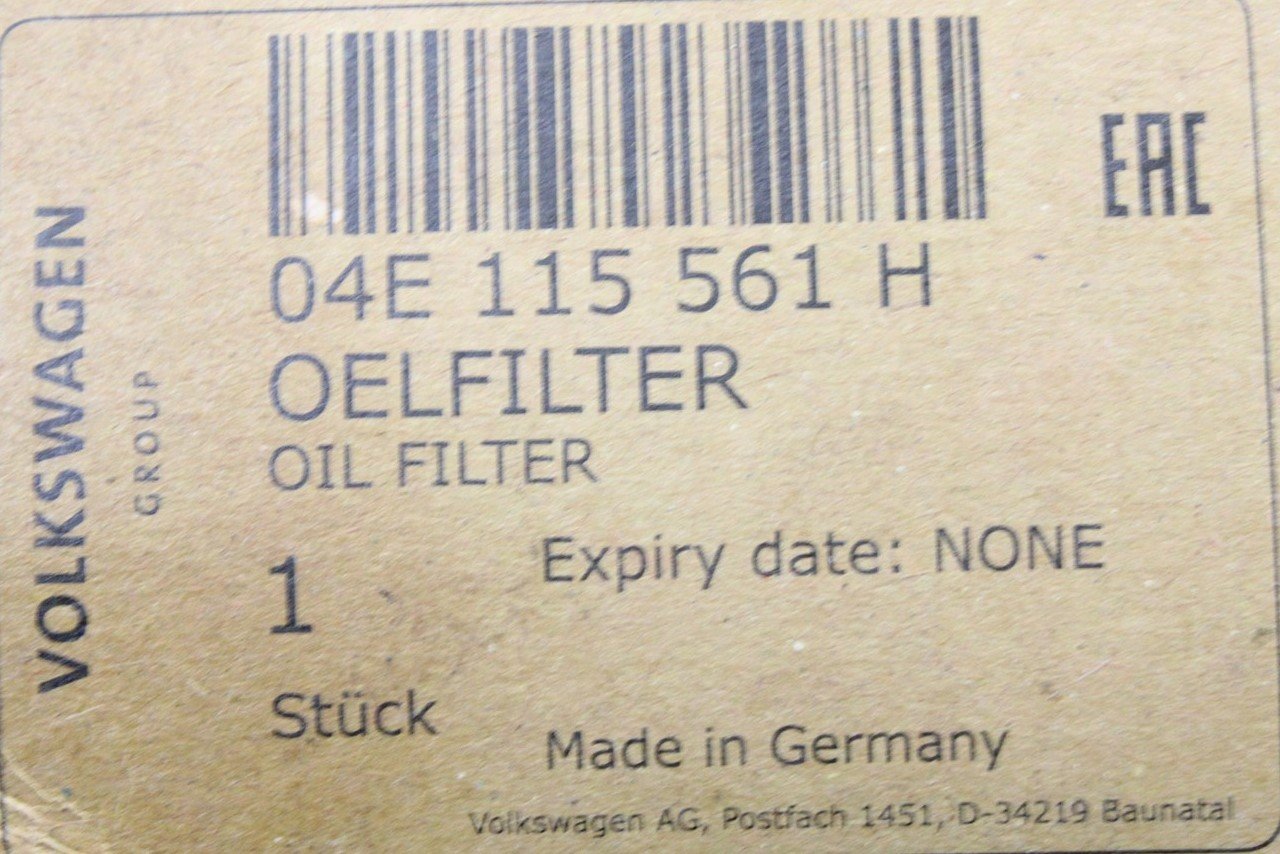 VOLKSWAGEN
GROUP
EAC
04E 115 561 H
OELFILTER
OIL FILTER
1
Expiry date: NONE
Stück
Made in Germany
Volkswagen AG, Postfach 1451, D-34219 Baunatal